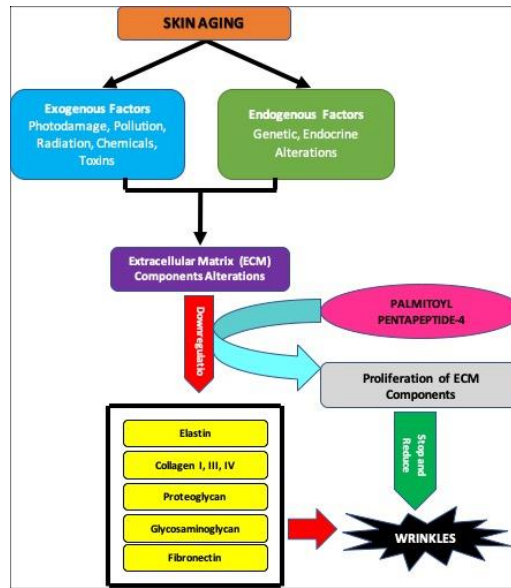 SKIN AGING
Exogenous Factors
Photodamage, Pollution,
Radiation, Chemicals,
Toxins
Endogenous Factors
Genetic, Endocrine
Alterations
Extracellular Matrix (ECM)
Components Alterations
Downregulatio
PALMITOYL
PENTAPEPTIDE-4
Proliferation of ECM
Components
Elastin
Collagen I, III, IV
Proteoglycan
Glycosaminoglycan
Fibronectin
Stop and
Reduce
WRINKLES